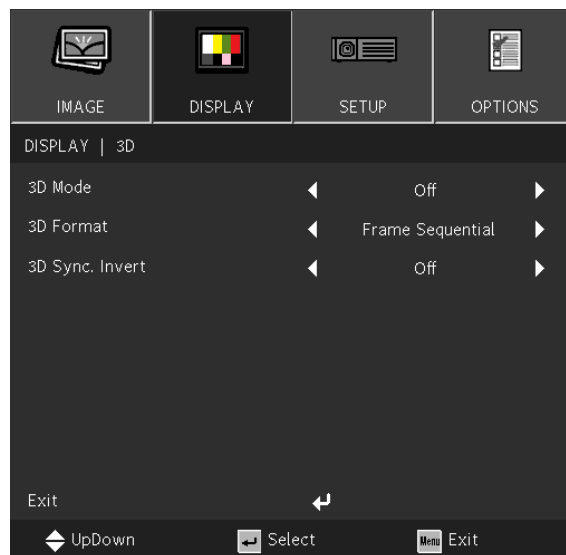 IMAGE DISPLAY SETUP OPTIONS
DISPLAY | 3D
3D Mode Off
3D Format Frame Sequential
3D Sync. Invert Off
Exit
UpDown Select Menu Exit